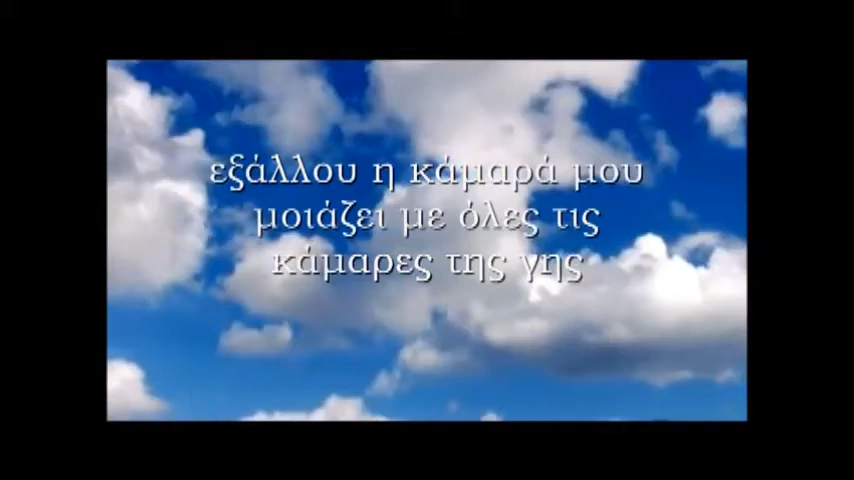 εξάλλου η κάμαρά μου
μοιάζει με όλες τις
κάμαρες της γης